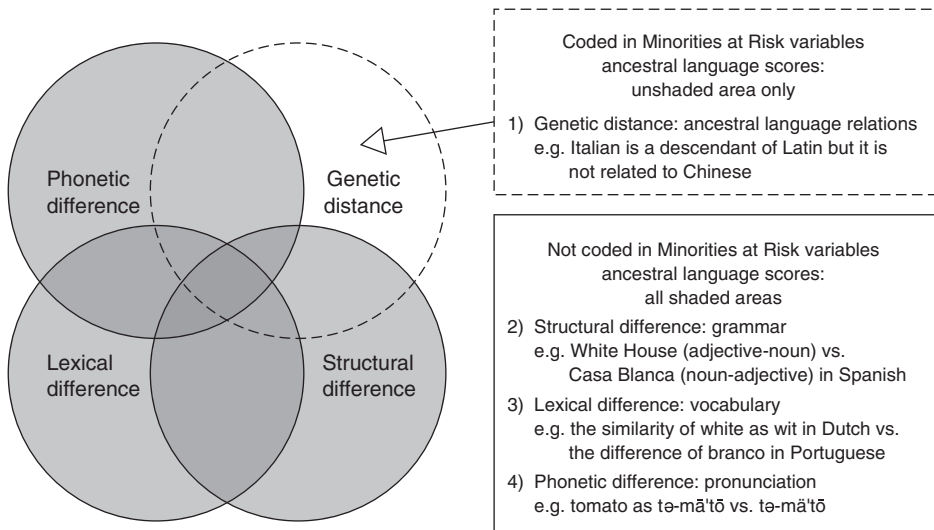 Phonetic
difference
Genetic
distance
Lexical
difference
Structural
difference
Coded in Minorities at Risk variables
ancestral language scores:
unshaded area only
1) Genetic distance: ancestral language relations
e.g. Italian is a descendant of Latin but it is
not related to Chinese
Not coded in Minorities at Risk variables
ancestral language scores:
all shaded areas
2) Structural difference: grammar
e.g. White House (adjective-noun) vs.
Casa Blanca (noun-adjective) in Spanish
3) Lexical difference: vocabulary
e.g. the similarity of white as wit in Dutch vs.
the difference of branco in Portuguese
4) Phonetic difference: pronunciation
e.g. tomato as tə-mā'tō vs. tə-mä'tō